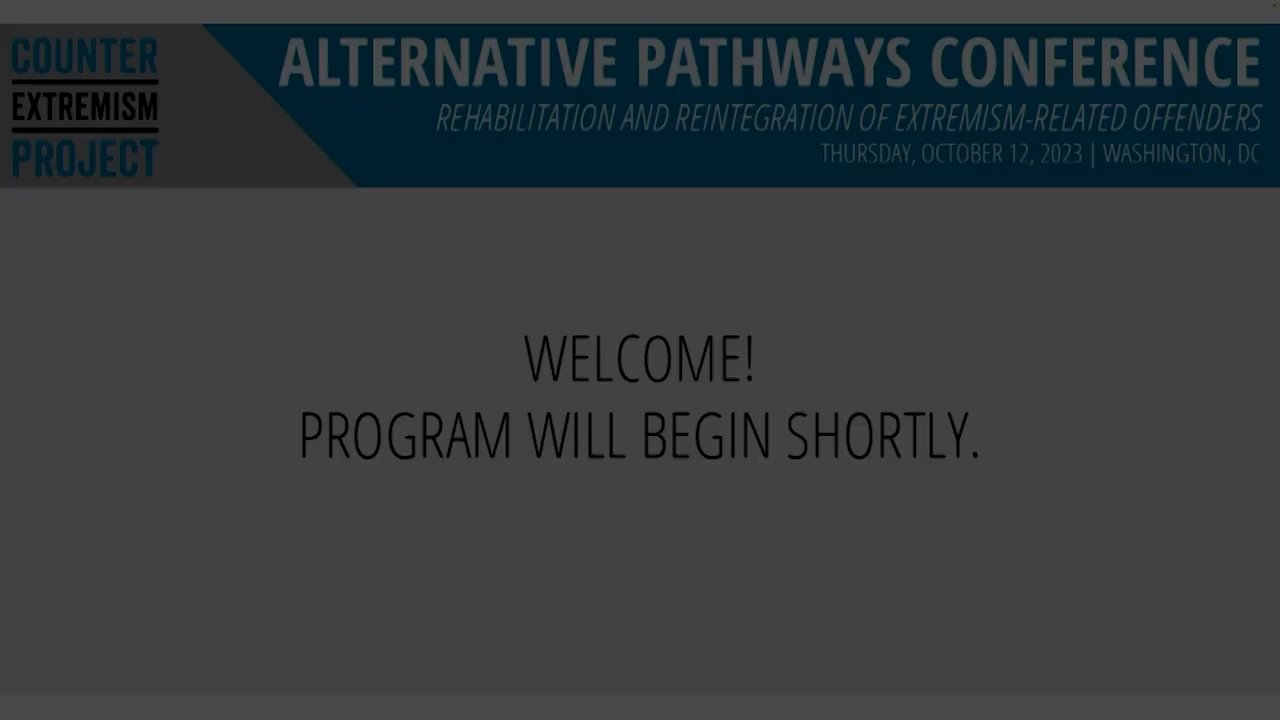 COUNTER
EXTREMISM
PROJECT
ALTERNATIVE PATHWAYS CONFERENCE
REHABILITATION AND REINTEGRATION OF EXTREMISM-RELATED OFFENDERS
THURSDAY, OCTOBER 12, 2023 | WASHINGTON, DC
WELCOME!
PROGRAM WILL BEGIN SHORTLY.